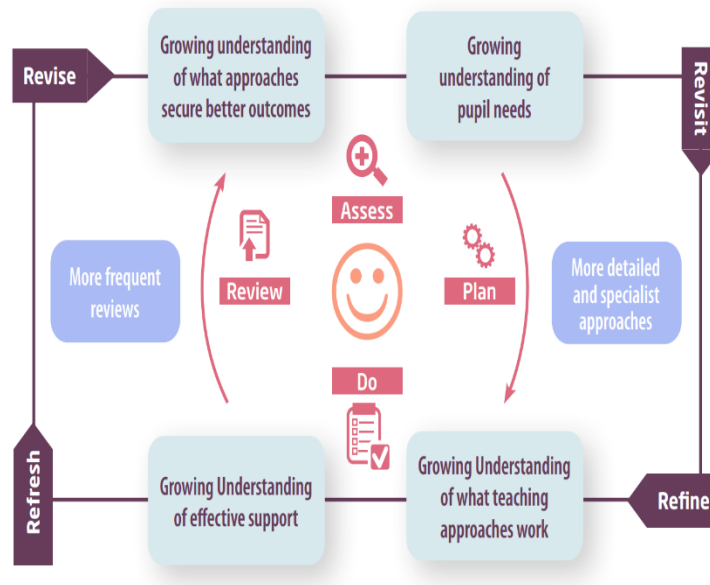 Revise
Growing understanding
of what approaches
secure better outcomes
Growing
understanding of
pupil needs
Revisit
Assess
More frequent
reviews
Review
Plan
More detailed
and specialist
approaches
Do
Refresh
Growing Understanding
of effective support
Growing Understanding
of what teaching
approaches work
Refine